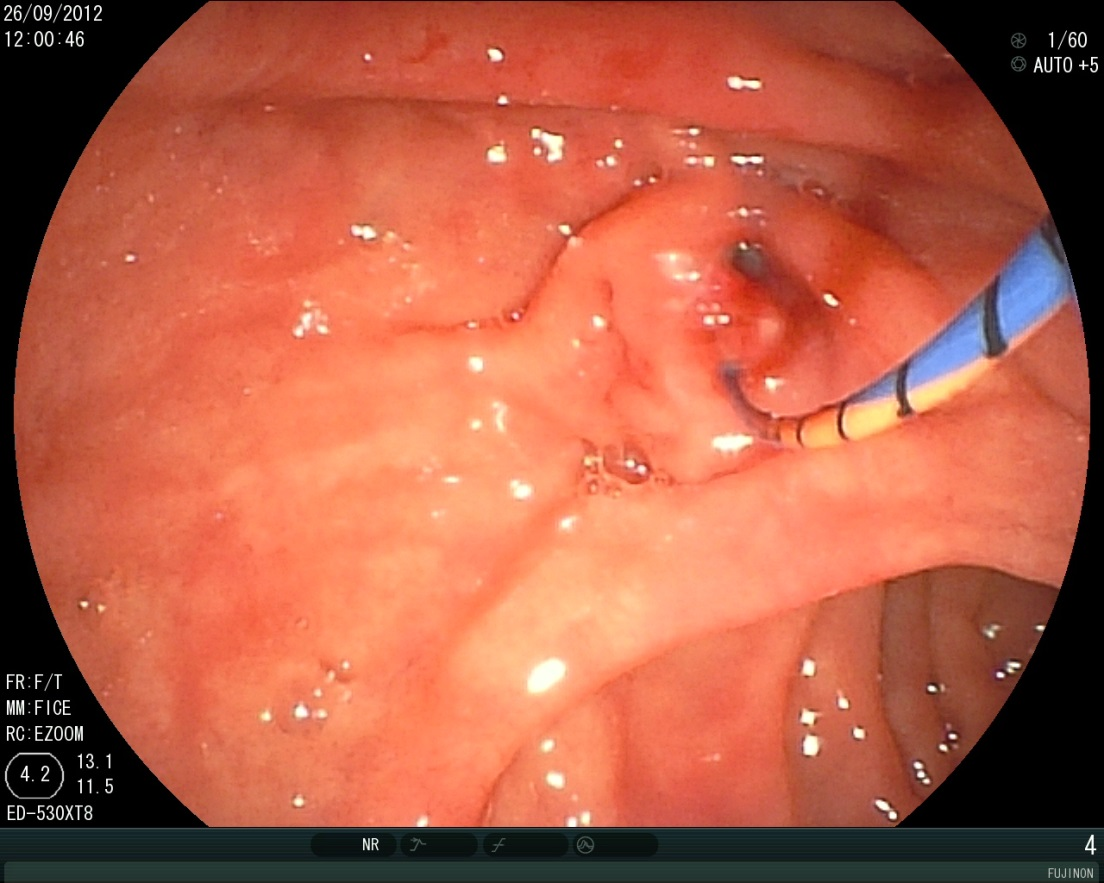 26/09/2012
12:00:46
1/60
AUTO +5
FR:F/T
MM:FICE
RC:EZOOM
4.2 13.1
11.5
ED-530XT8
NR
4
FUJINON